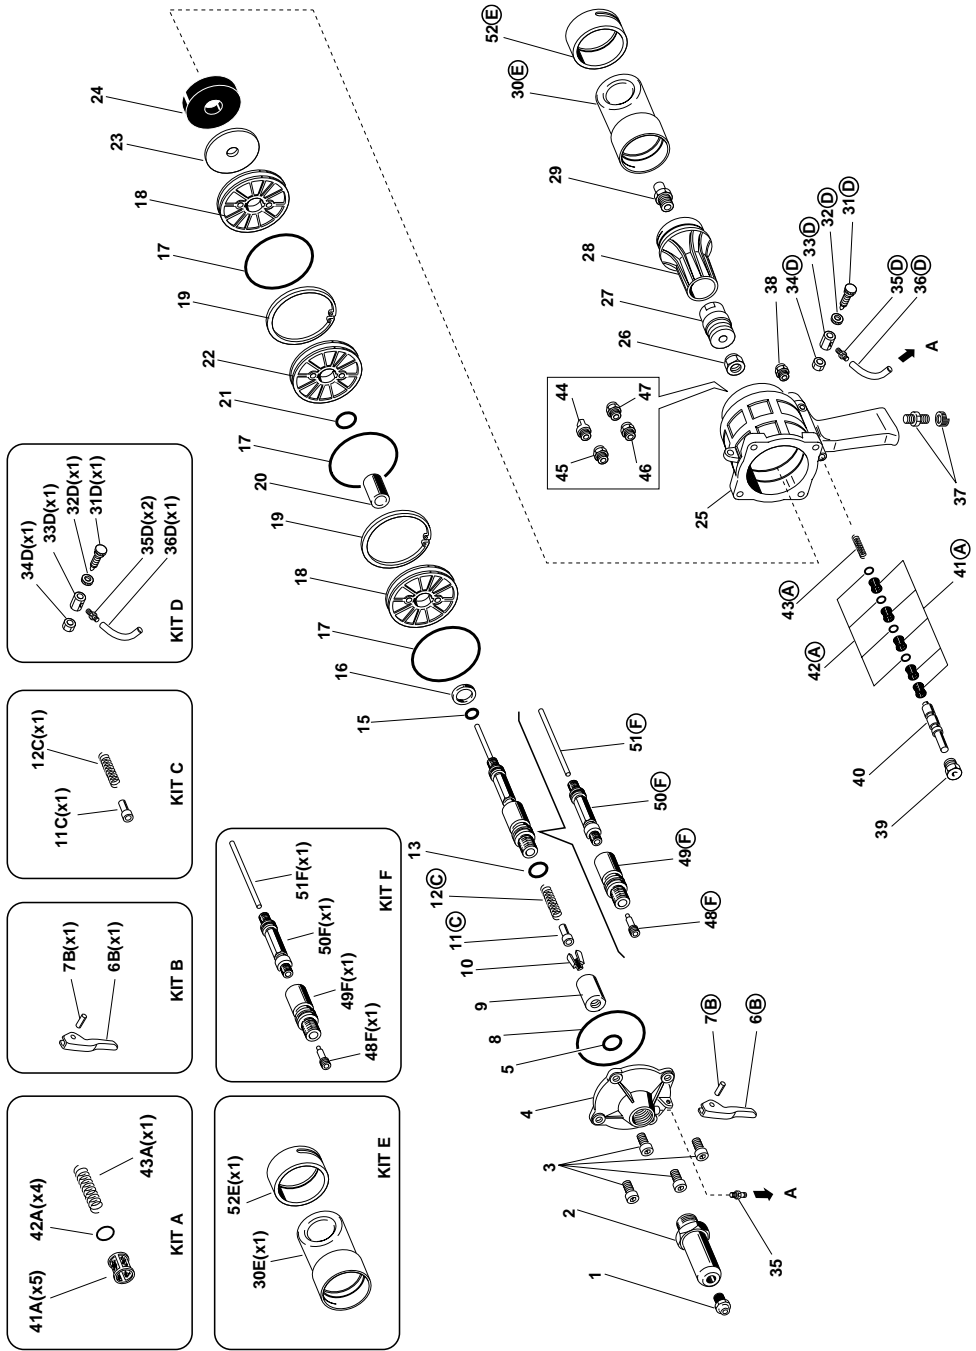 41A(x5)
42A(x4)
43A(x1)
KIT A
7B(x1)
6B(x1)
KIT B
12C(x1)
11C(x1)
KIT C
34D(x1)
33D(x1)
32D(x1)
31D(x1)
35D(x2)
36D(x1)
KIT D
52E(x1)
30E(x1)
KIT E
51F(x1)
50F(x1)
49F(x1)
48F(x1)
KIT F
24
23
18
17
19
22
21
17
20
19
18
17
16
15
13
12Ⓒ
11Ⓒ
10
9
8
5
4
3
2
1
35
A
7Ⓑ
6Ⓑ
51Ⓕ
50Ⓕ
49Ⓕ
48Ⓕ
52Ⓔ
30Ⓔ
29
28
27
26
44
47
45
46
25
38
34Ⓓ
33Ⓓ
32Ⓓ
31Ⓓ
35Ⓓ
36Ⓓ
A
37
43Ⓐ
42Ⓐ
41Ⓐ
40
39